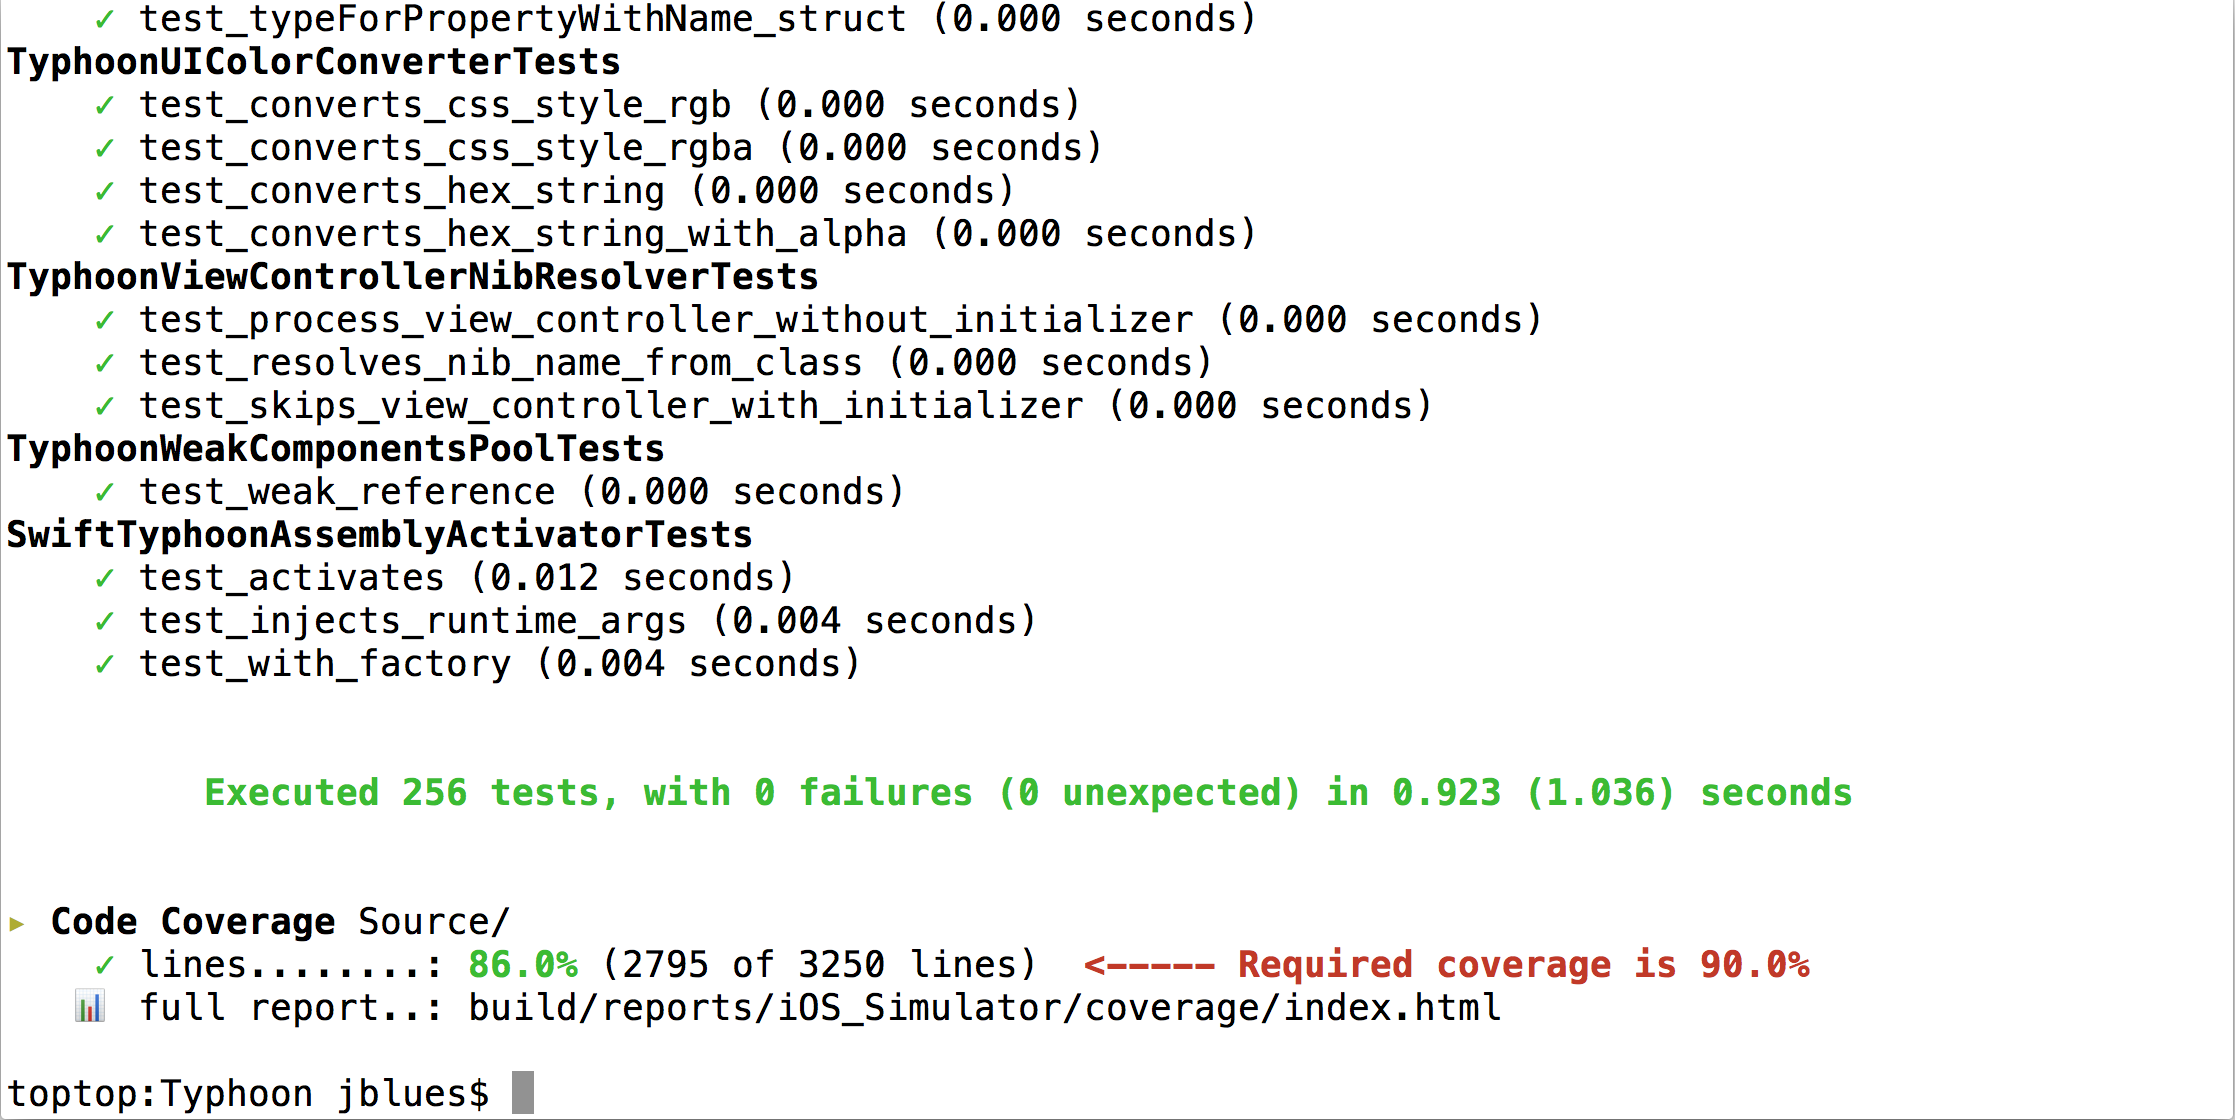 ✓ test_typeForPropertyWithName_struct (0.000 seconds)
TyphoonUIColorConverterTests
✓ test_converts_css_style_rgb (0.000 seconds)
✓ test_converts_css_style_rgba (0.000 seconds)
✓ test_converts_hex_string (0.000 seconds)
✓ test_converts_hex_string_with_alpha (0.000 seconds)
TyphoonViewControllerNibResolverTests
✓ test_process_view_controller_without_initializer (0.000 seconds)
✓ test_resolves_nib_name_from_class (0.000 seconds)
✓ test_skips_view_controller_with_initializer (0.000 seconds)
TyphoonWeakComponentsPoolTests
✓ test_weak_reference (0.000 seconds)
SwiftTyphoonAssemblyActivatorTests
✓ test_activates (0.012 seconds)
✓ test_injects_runtime_args (0.004 seconds)
✓ test_with_factory (0.004 seconds)
Executed 256 tests, with 0 failures (0 unexpected) in 0.923 (1.036) seconds
▸ Code Coverage Source/
✓ lines........: 86.0% (2795 of 3250 lines)  <----- Required coverage is 90.0%
📊 full report..: build/reports/iOS_Simulator/coverage/index.html
toptop:Typhoon jblues$